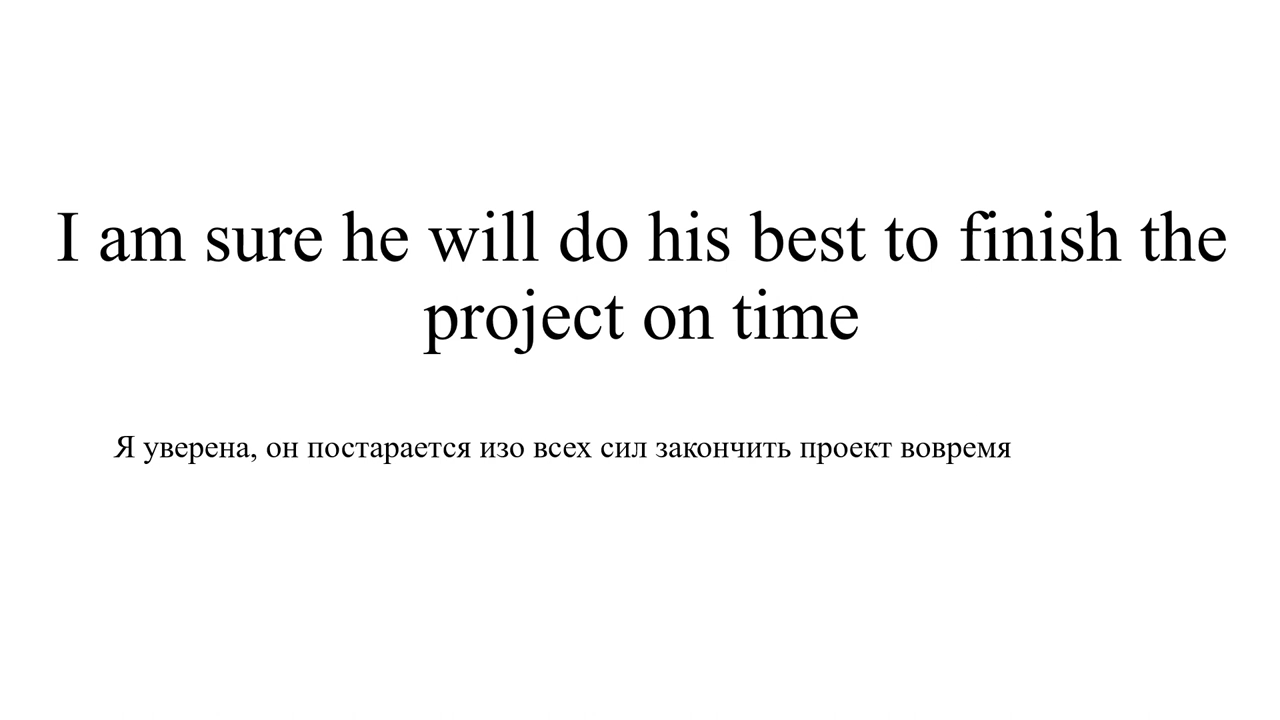 I am sure he will do his best to finish the
project on time
Я уверена, он постарается изо всех сил закончить проект вовремя